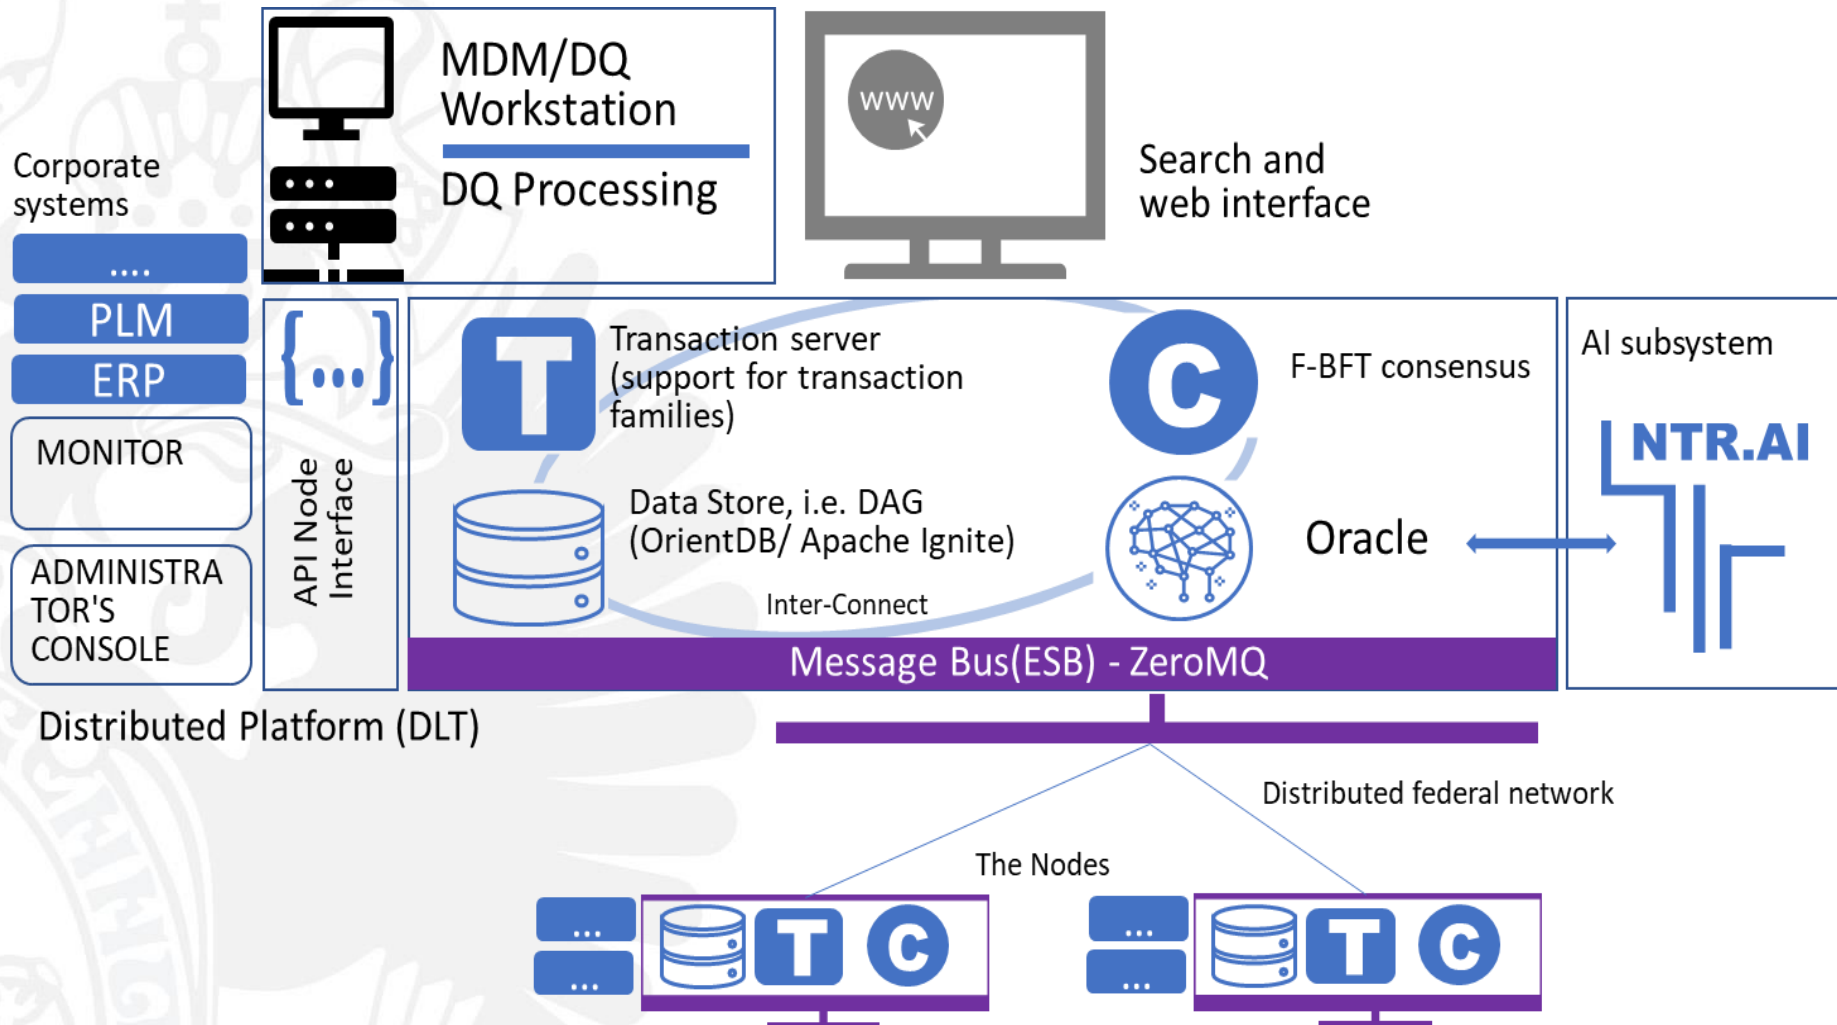 MDM/DQ
Workstation
DQ Processing
www
Search and
web interface
Corporate
systems
....
PLM
ERP
MONITOR
ADMINISTRA
TOR'S
CONSOLE
{...}
API Node
Interface
T
Transaction server
(support for transaction
families)
C
F-BFT consensus
Data Store, i.e. DAG
(OrientDB/ Apache Ignite)
Inter-Connect
Oracle
AI subsystem
NTR.AI
Message Bus(ESB) - ZeroMQ
Distributed Platform (DLT)
Distributed federal network
The Nodes
...
...
T
C
...
...
T
C